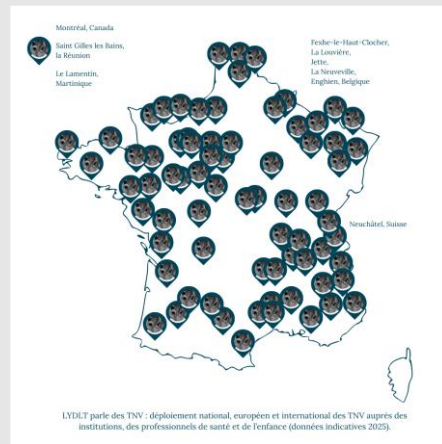 Montréal, Canada
Saint Gilles les Bains,
la Réunion
Le Lamentin,
Martinique
Fexhe-le-Haut-Clocher,
La Louvière,
Jette,
La Neuveville,
Enghien, Belgique
Neuchâtel, Suisse
LYDLT parle des TNV : déploiement national, européen et international des TNV auprès des
institutions, des professionnels de santé et de l'enfance (données indicatives 2025).